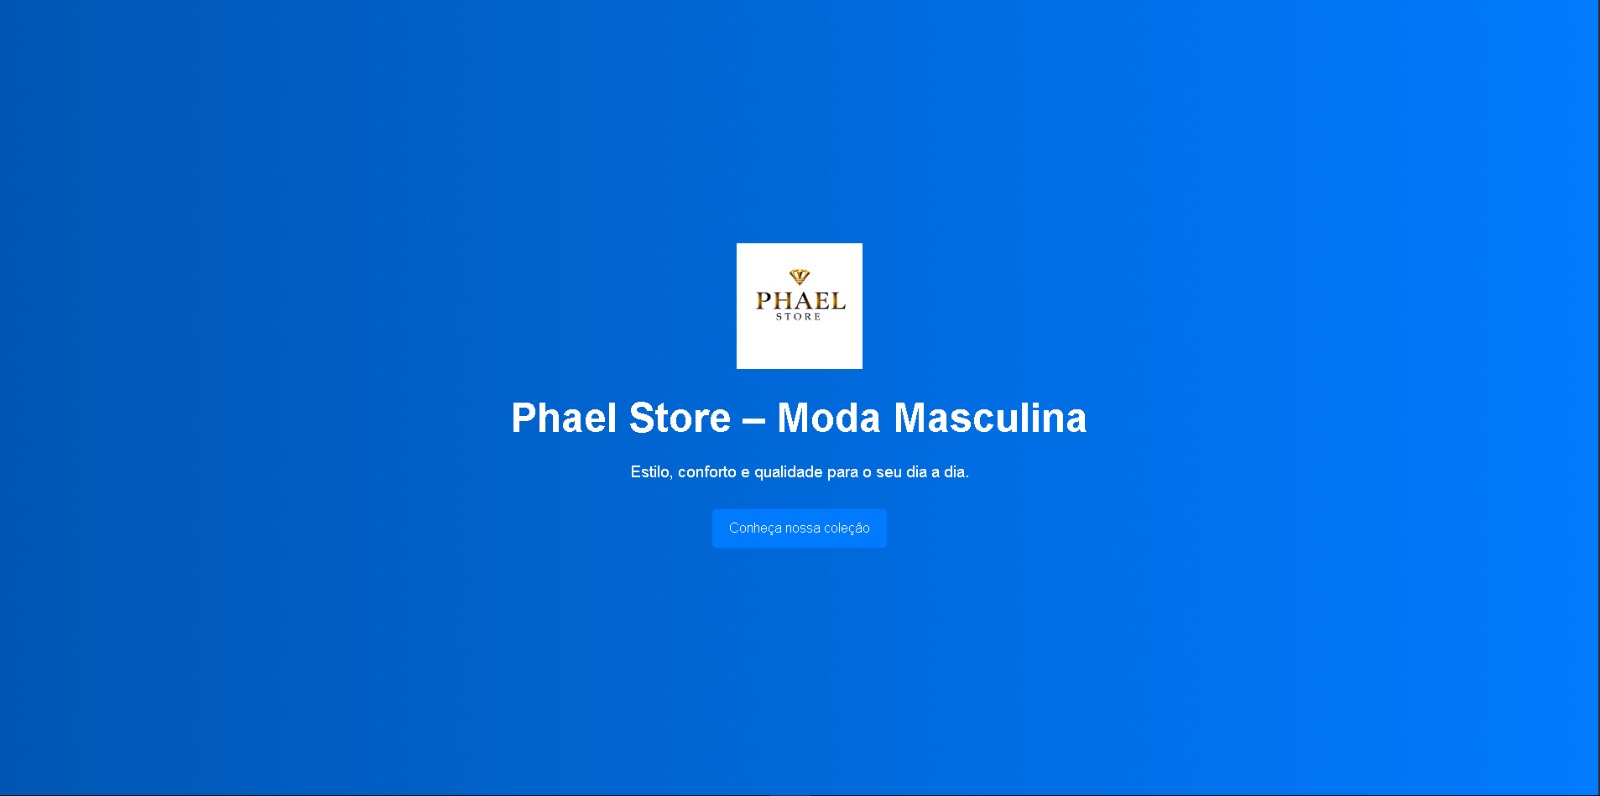 PHAEL
STORE
Phael Store – Moda Masculina
Estilo, conforto e qualidade para o seu dia a dia.
Conheça nossa coleção